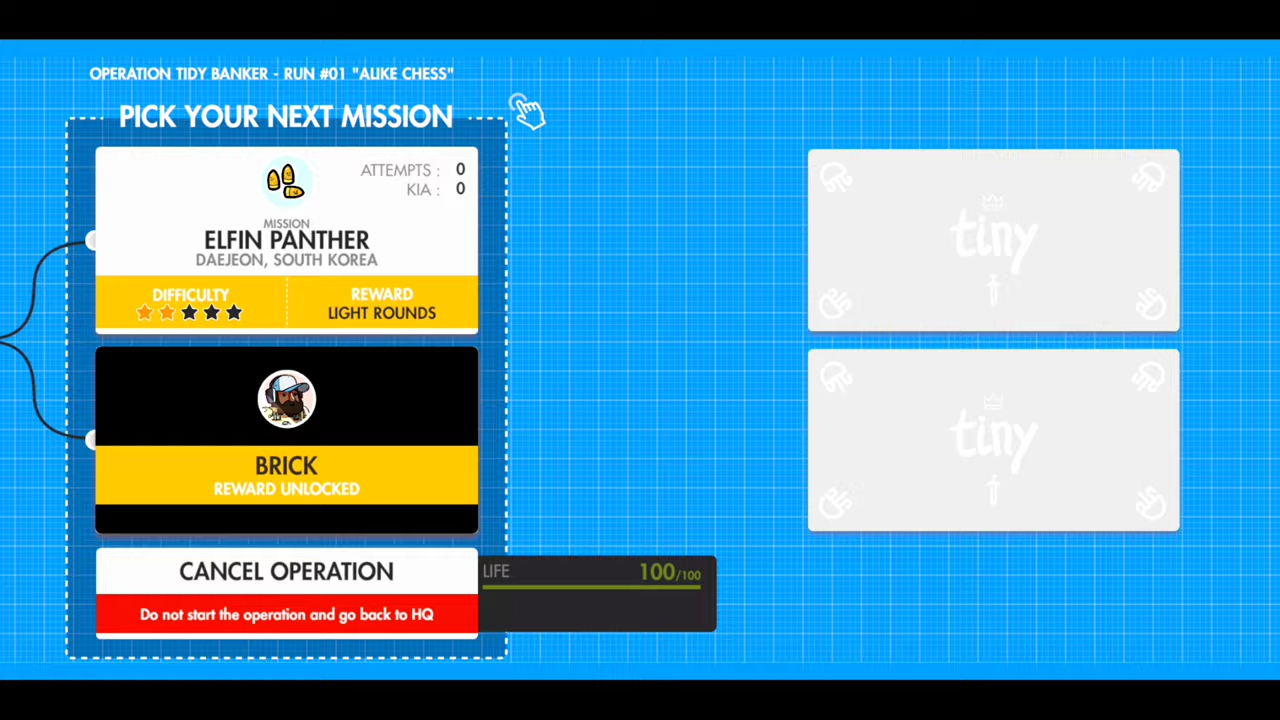 OPERATION TIDY BANKER - RUN #01 "ALIKE CHESS"
PICK YOUR NEXT MISSION
ATTEMPTS : 0
KIA : 0
MISSION
ELFIN PANTHER
DAEJEON, SOUTH KOREA
DIFFICULTY
REWARD
LIGHT ROUNDS
BRICK
REWARD UNLOCKED
CANCEL OPERATION
Do not start the operation and go back to HQ
LIFE 100/100
tiny
tiny